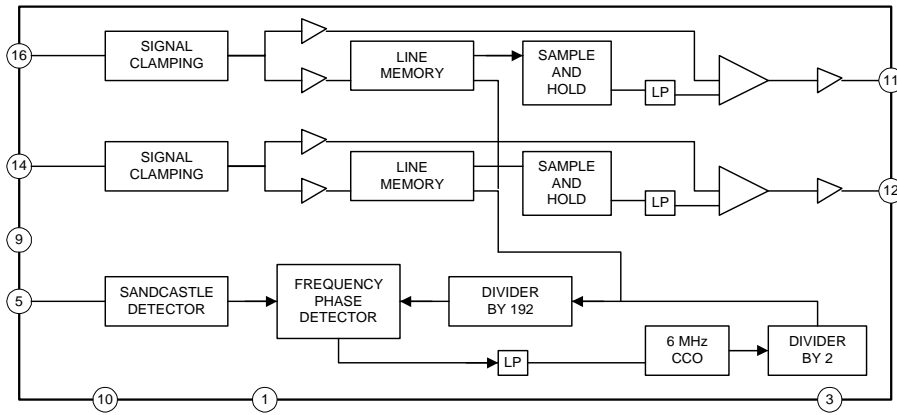 16
SIGNAL
CLAMPING
LINE
MEMORY
SAMPLE
AND
HOLD
LP
11
14
SIGNAL
CLAMPING
LINE
MEMORY
SAMPLE
AND
HOLD
LP
12
9
5
SANDCASTLE
DETECTOR
FREQUENCY
PHASE
DETECTOR
DIVIDER
BY 192
LP
6 MHz
CCO
DIVIDER
BY 2
10
1
3